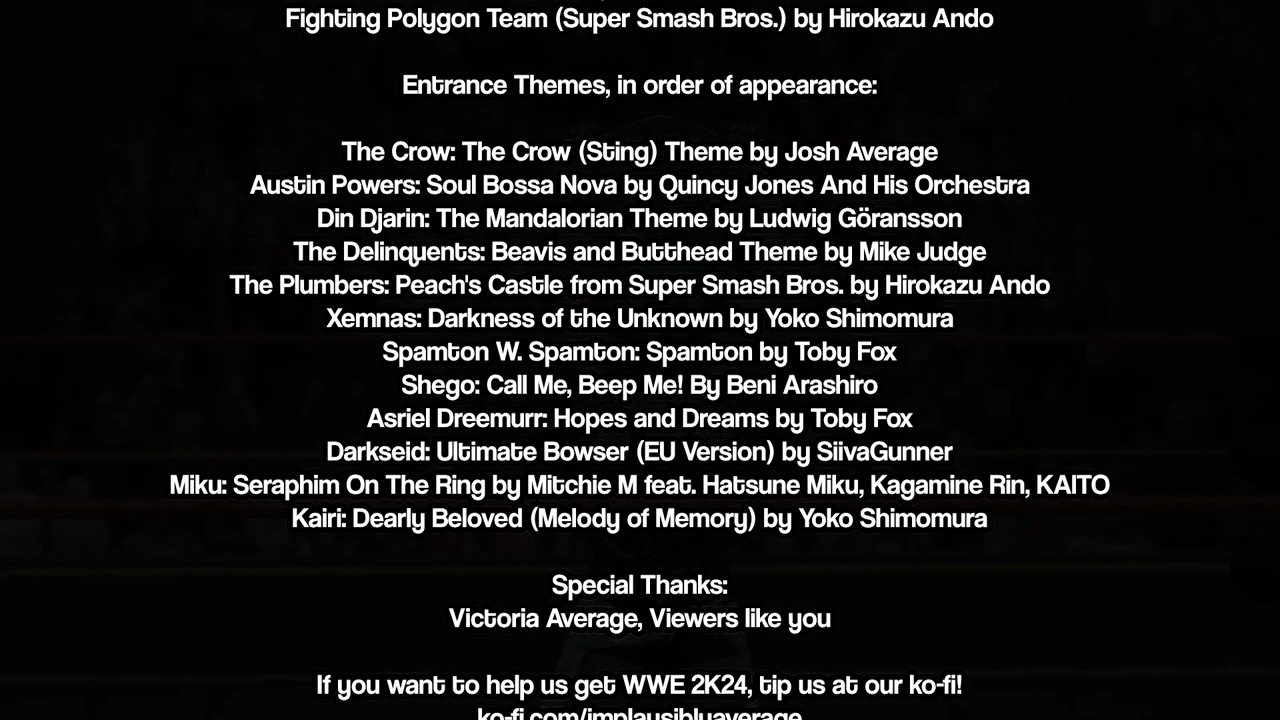 Fighting Polygon Team (Super Smash Bros.) by Hirokazu Ando
Entrance Themes, in order of appearance:
The Crow: The Crow (Sting) Theme by Josh Average
Austin Powers: Soul Bossa Nova by Quincy Jones And His Orchestra
Din Djarin: The Mandalorian Theme by Ludwig Göransson
The Delinquents: Beavis and Butthead Theme by Mike Judge
The Plumbers: Peach's Castle from Super Smash Bros. by Hirokazu Ando
Xemnas: Darkness of the Unknown by Yoko Shimomura
Spamton W. Spamton: Spamton by Toby Fox
Shego: Call Me, Beep Me! By Beni Arashiro
Asriel Dreemurr: Hopes and Dreams by Toby Fox
Darkseid: Ultimate Bowser (EU Version) by SiivaGunner
Miku: Seraphim On The Ring by Mitchie M feat. Hatsune Miku, Kagamine Rin, KAITO
Kairi: Dearly Beloved (Melody of Memory) by Yoko Shimomura
Special Thanks:
Victoria Average, Viewers like you
If you want to help us get WWE 2K24, tip us at our ko-fi!
ko-fi.com/implausiblyaverage